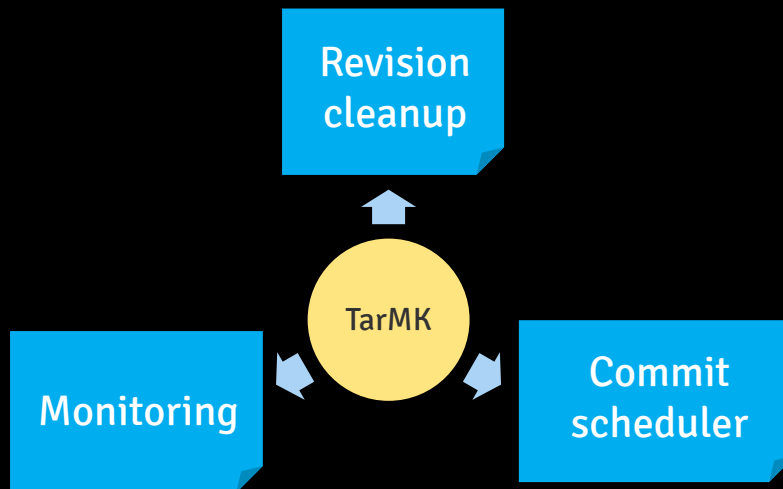 Revision
cleanup
TarMK
Monitoring
Commit
scheduler